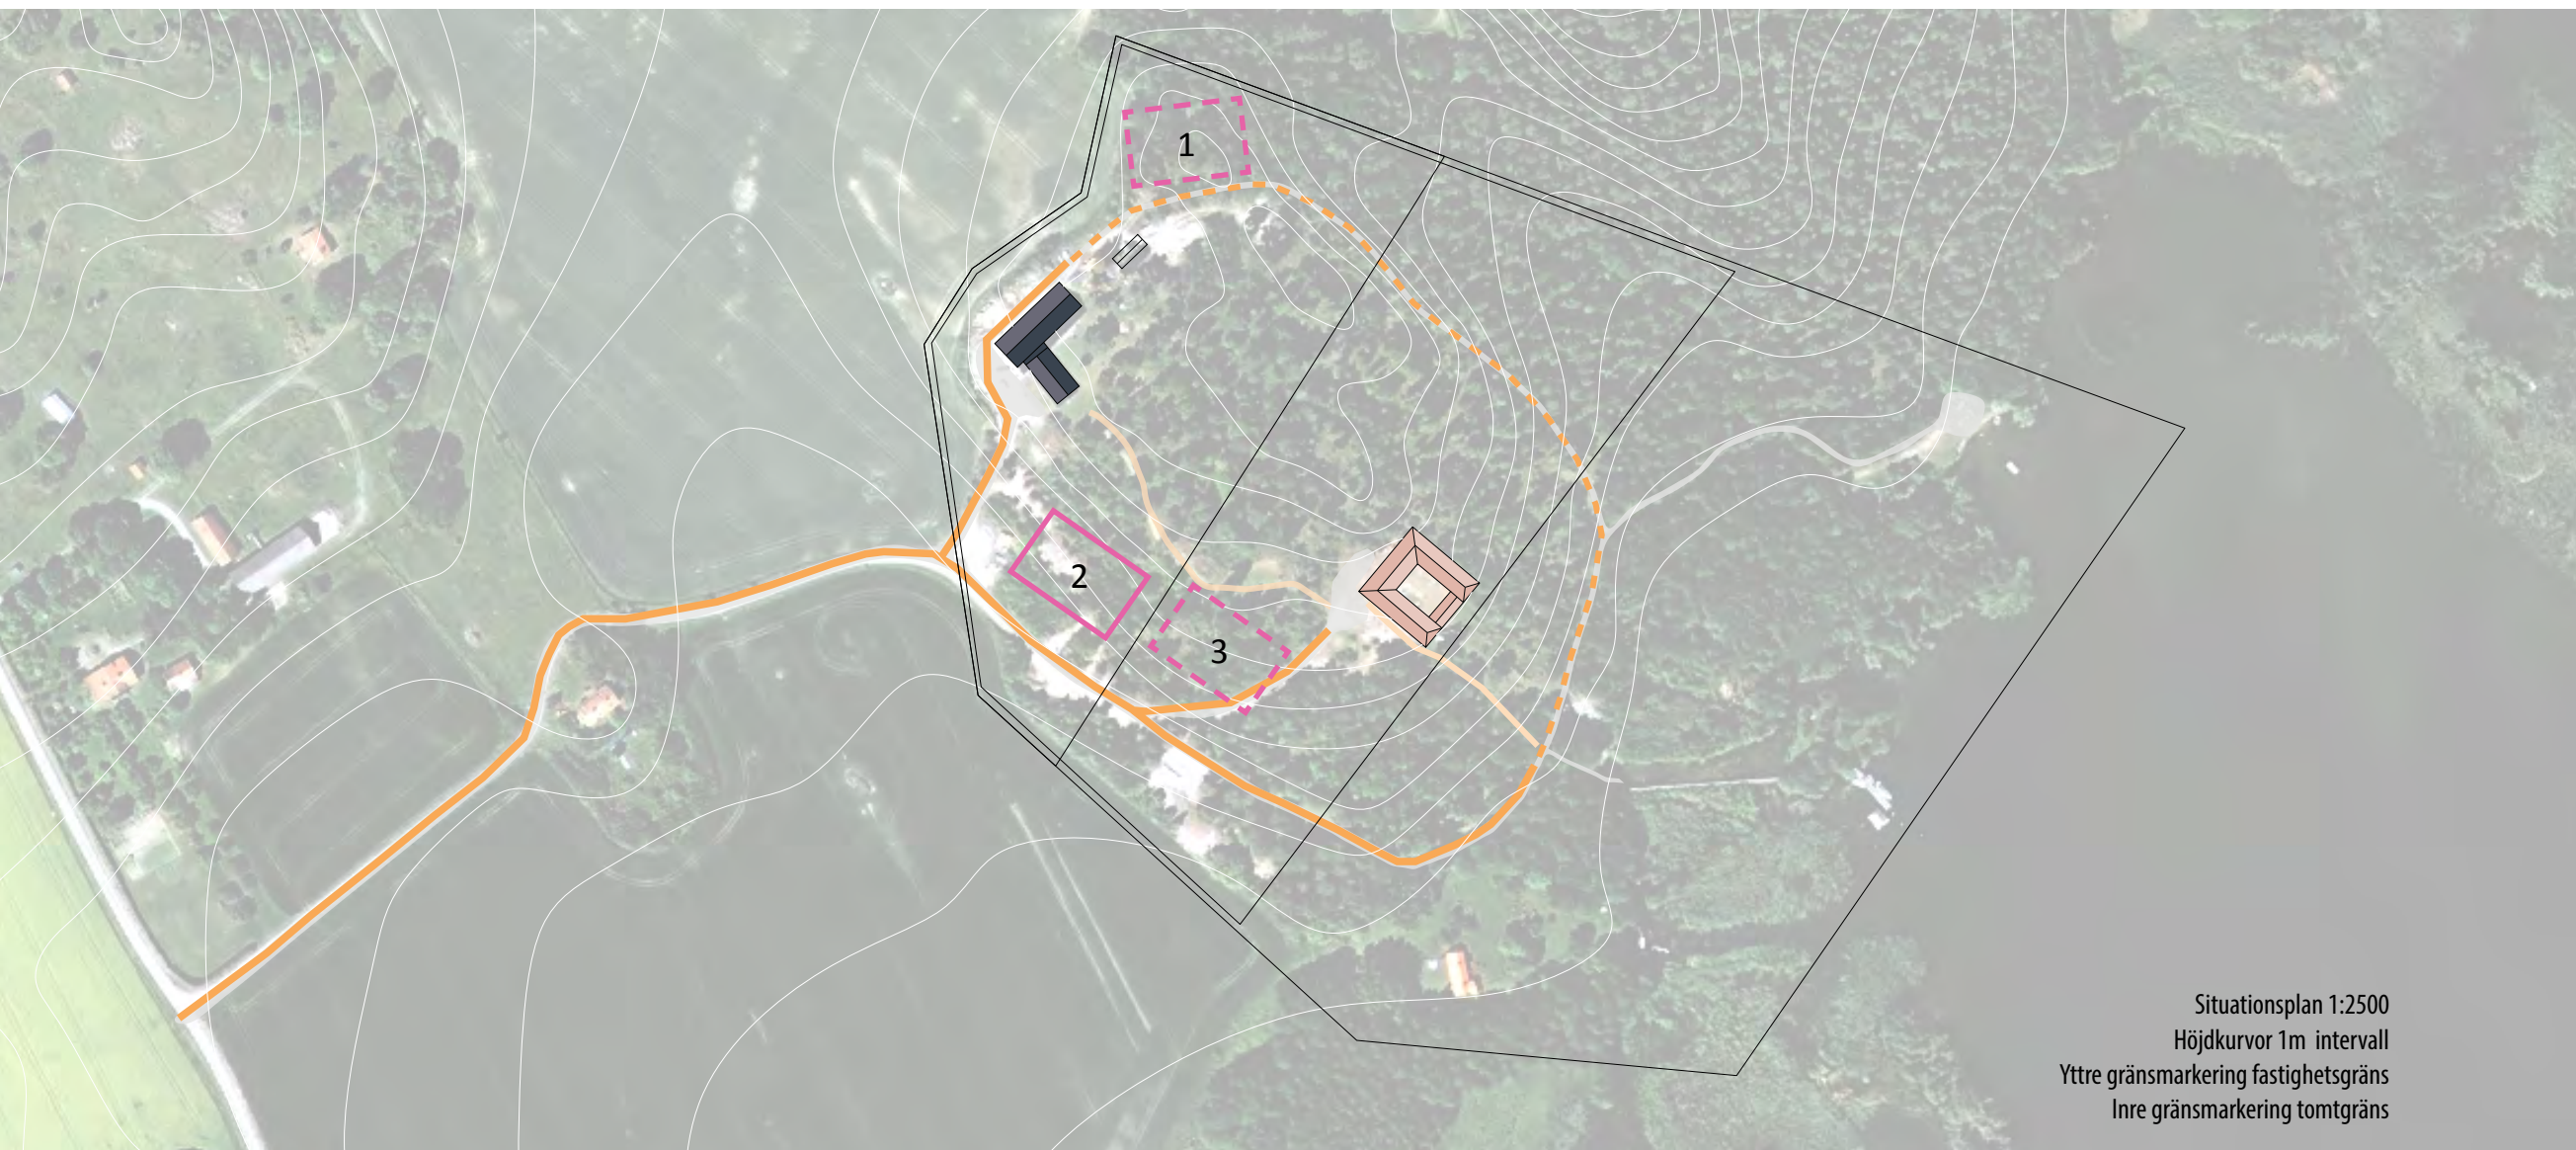 1
2
3
Situationsplan 1:2500
Höjdkurvor 1m  intervall
Yttre gränsmarkering fastighetsgräns
Inre gränsmarkering tomtgräns